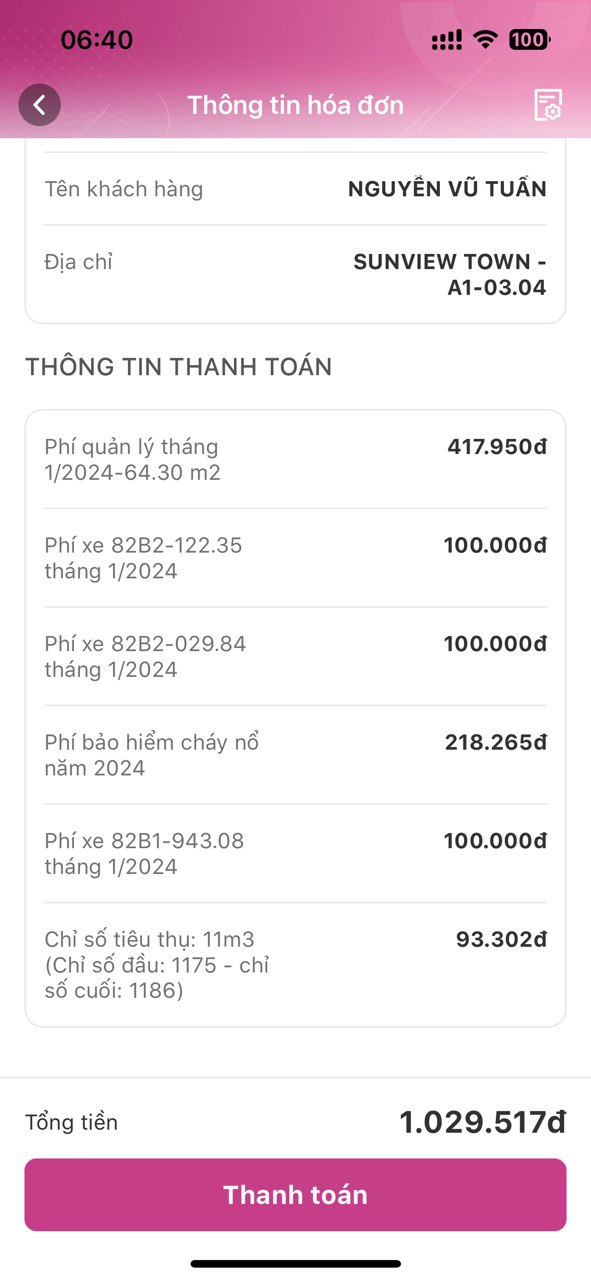 06:40
100
Thông tin hóa đơn
Tên khách hàng
NGUYỄN VŨ TUẤN
Địa chỉ
SUNVIEW TOWN -
A1-03.04
THÔNG TIN THANH TOÁN
Phí quản lý tháng
1/2024-64.30 m2
417.950đ
Phí xe 82B2-122.35
tháng 1/2024
100.000đ
Phí xe 82B2-029.84
tháng 1/2024
100.000đ
Phí bảo hiểm cháy nổ
năm 2024
218.265đ
Phí xe 82B1-943.08
tháng 1/2024
100.000đ
Chỉ số tiêu thụ: 11m3
(Chỉ số đầu: 1175 - chỉ
số cuối: 1186)
93.302đ
Tổng tiền
1.029.517đ
Thanh toán